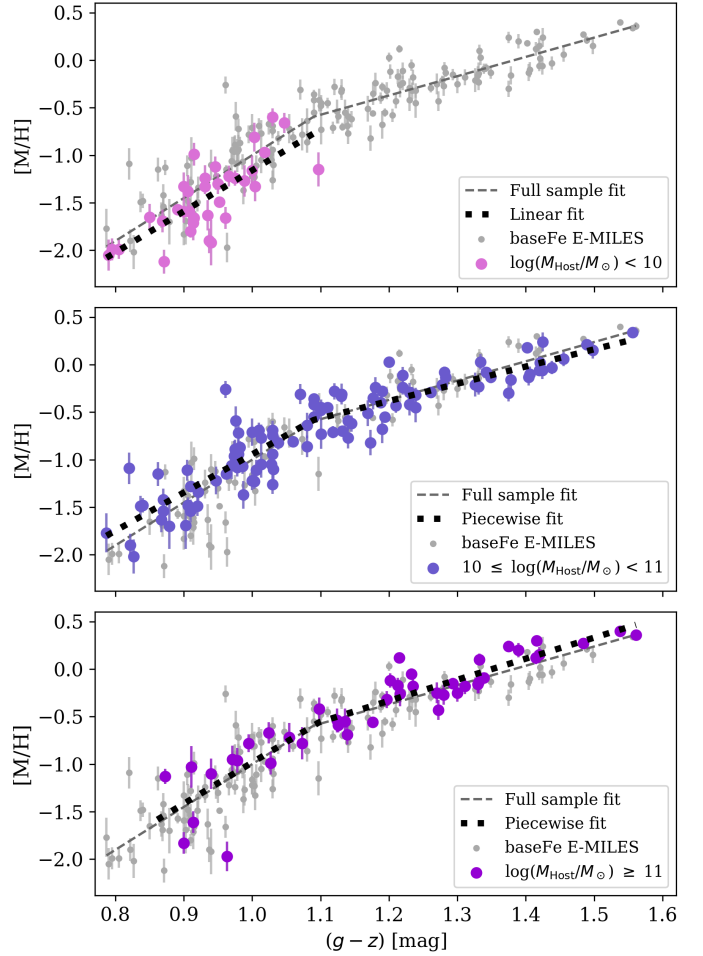 0.5
0.0
−0.5
−1.0
−1.5
−2.0
[M/H]
Full sample fit
Linear fit
baseFe E-MILES
log(M_Host/M_⊙) < 10
0.5
0.0
−0.5
−1.0
−1.5
−2.0
[M/H]
Full sample fit
Piecewise fit
baseFe E-MILES
10 ≤ log(M_Host/M_⊙) < 11
0.5
0.0
−0.5
−1.0
−1.5
−2.0
[M/H]
Full sample fit
Piecewise fit
baseFe E-MILES
log(M_Host/M_⊙) ≥ 11
0.8 0.9 1.0 1.1 1.2 1.3 1.4 1.5 1.6
(g − z) [mag]